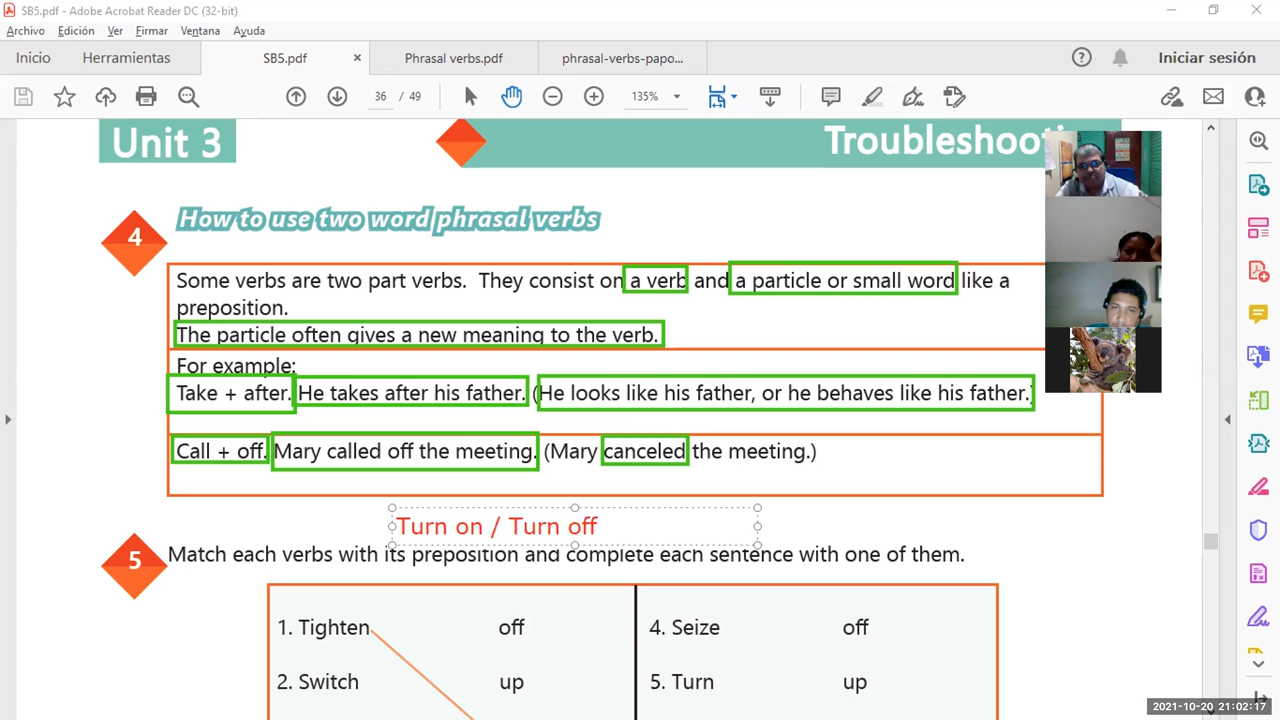 SB5.pdf - Adobe Acrobat Reader DC (32-bit)
Archivo Edición Ver Firmar Ventana Ayuda
Inicio Herramientas SB5.pdf × Phrasal verbs.pdf phrasal-verbs-papo... Iniciar sesión
36 / 49 135%
Unit 3 Troubleshooti
4 How to use two word phrasal verbs
Some verbs are two part verbs. They consist on a verb and a particle or small word like a
preposition.
The particle often gives a new meaning to the verb.
For example:
Take + after. He takes after his father. (He looks like his father, or he behaves like his father.)
Call + off. Mary called off the meeting. (Mary canceled the meeting.)
Turn on / Turn off
5 Match each verbs with its preposition and complete each sentence with one of them.
1. Tighten off 4. Seize off
2. Switch up 5. Turn up
2021-10-20 21:02:17